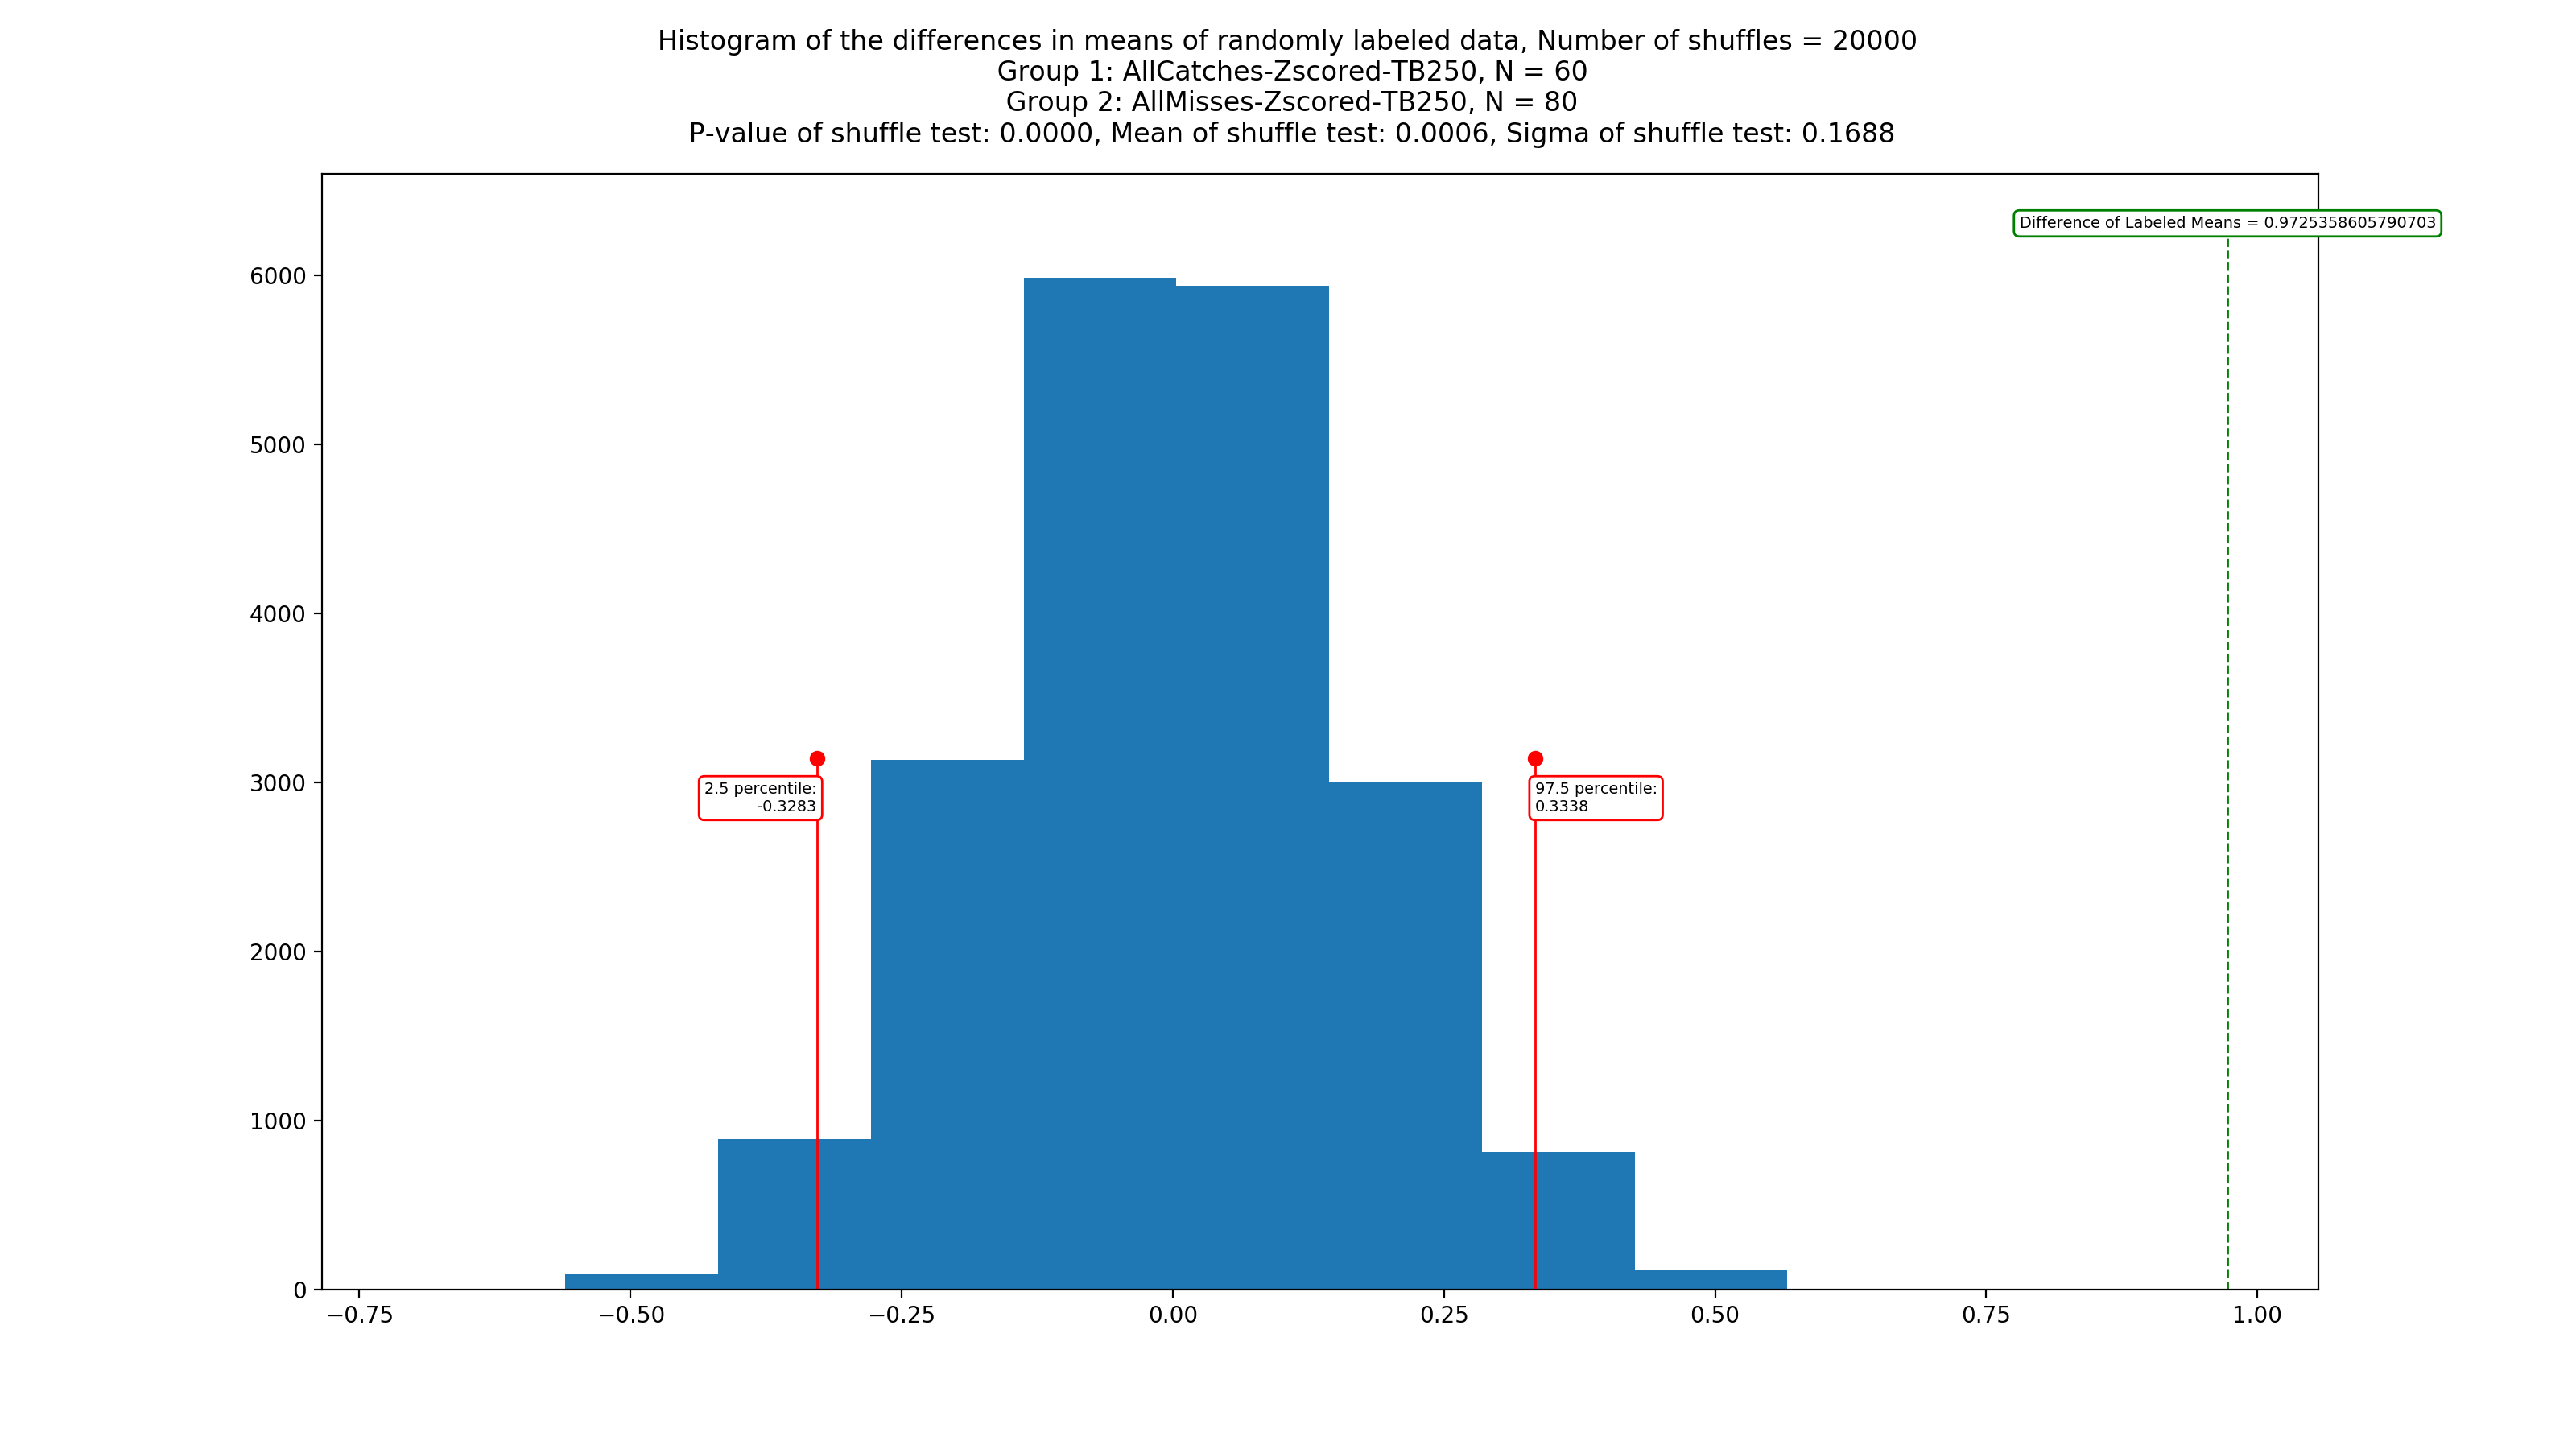 Histogram of the differences in means of randomly labeled data, Number of shuffles = 20000
Group 1: AllCatches-Zscored-TB250, N = 60
Group 2: AllMisses-Zscored-TB250, N = 80
P-value of shuffle test: 0.0000, Mean of shuffle test: 0.0006, Sigma of shuffle test: 0.1688
Difference of Labeled Means = 0.9725358605790703
6000
5000
4000
3000
2.5 percentile:
-0.3283
97.5 percentile:
0.3338
2000
1000
0
−0.75 −0.50 −0.25 0.00 0.25 0.50 0.75 1.00